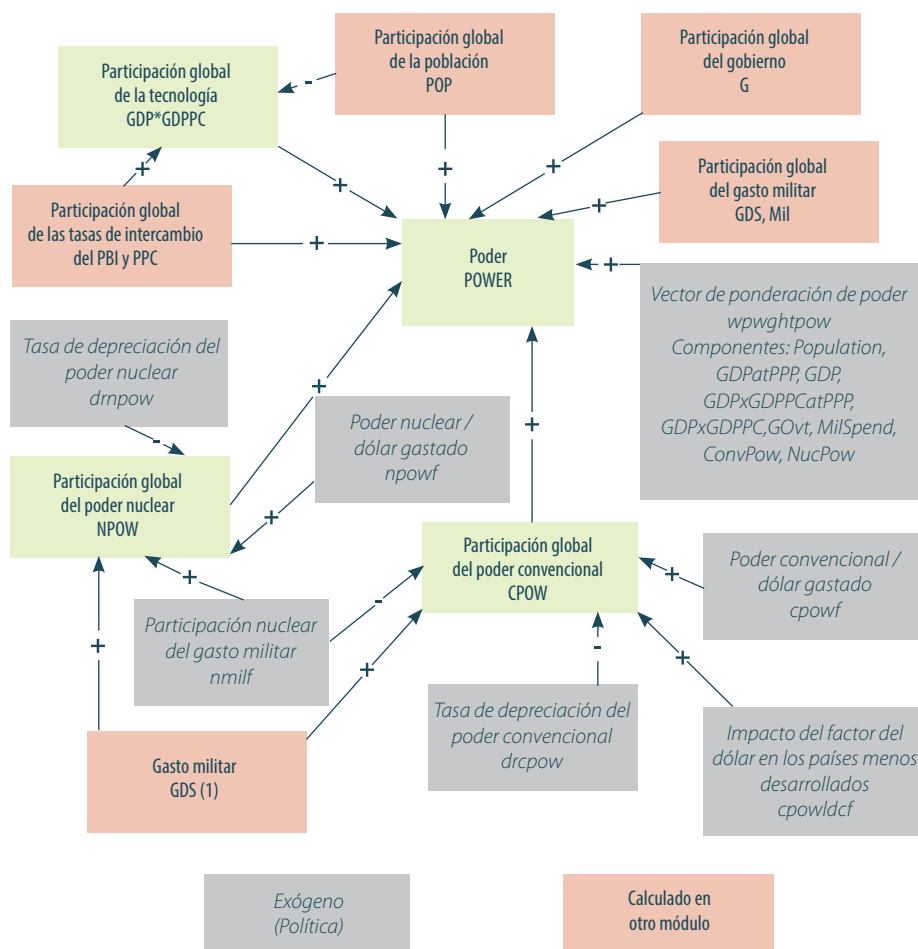 Participación global
de la población
POP
Participación global
del gobierno
G
Participación global
de la tecnología
GDP*GDPPC
-
+
+
+
+
Participación global
del gasto militar
GDS, Mil
+
Participación global
de las tasas de intercambio
del PBI y PPC
+
Poder
POWER
+
Vector de ponderación de poder
wpwghtpow
Componentes: Population,
GDPatPPP, GDP,
GDPxGDPPCatPPP,
GDPxGDPPC,GOvt, MilSpend,
ConvPow, NucPow
Tasa de depreciación del
poder nuclear
drnpow
+
-
Poder nuclear /
dólar gastado
npowf
+
+
Participación global
del poder nuclear
NPOW
Participación global
del poder convencional
CPOW
Poder convencional /
dólar gastado
cpowf
+
+
-
Participación nuclear
del gasto militar
nmilf
+
+
-
+
Tasa de depreciación del
poder convencional
drcpow
Impacto del factor del
dólar en los países menos
desarrollados
cpowldcf
Gasto militar
GDS (1)
Exógeno
(Política)
Calculado en
otro módulo